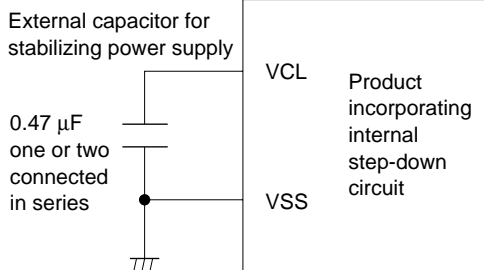 External capacitor for
stabilizing power supply
VCL
Product
incorporating
internal
step-down
circuit
0.47 μF
one or two
connected
in series
VSS